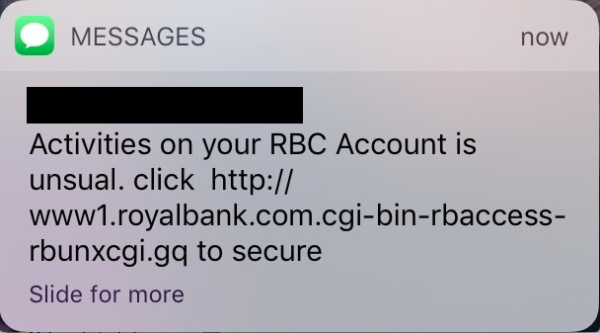 MESSAGES now
Activities on your RBC Account is
unsual. click  http://
www1.royalbank.com.cgi-bin-rbaccess-
rbunxcgi.gq to secure
Slide for more